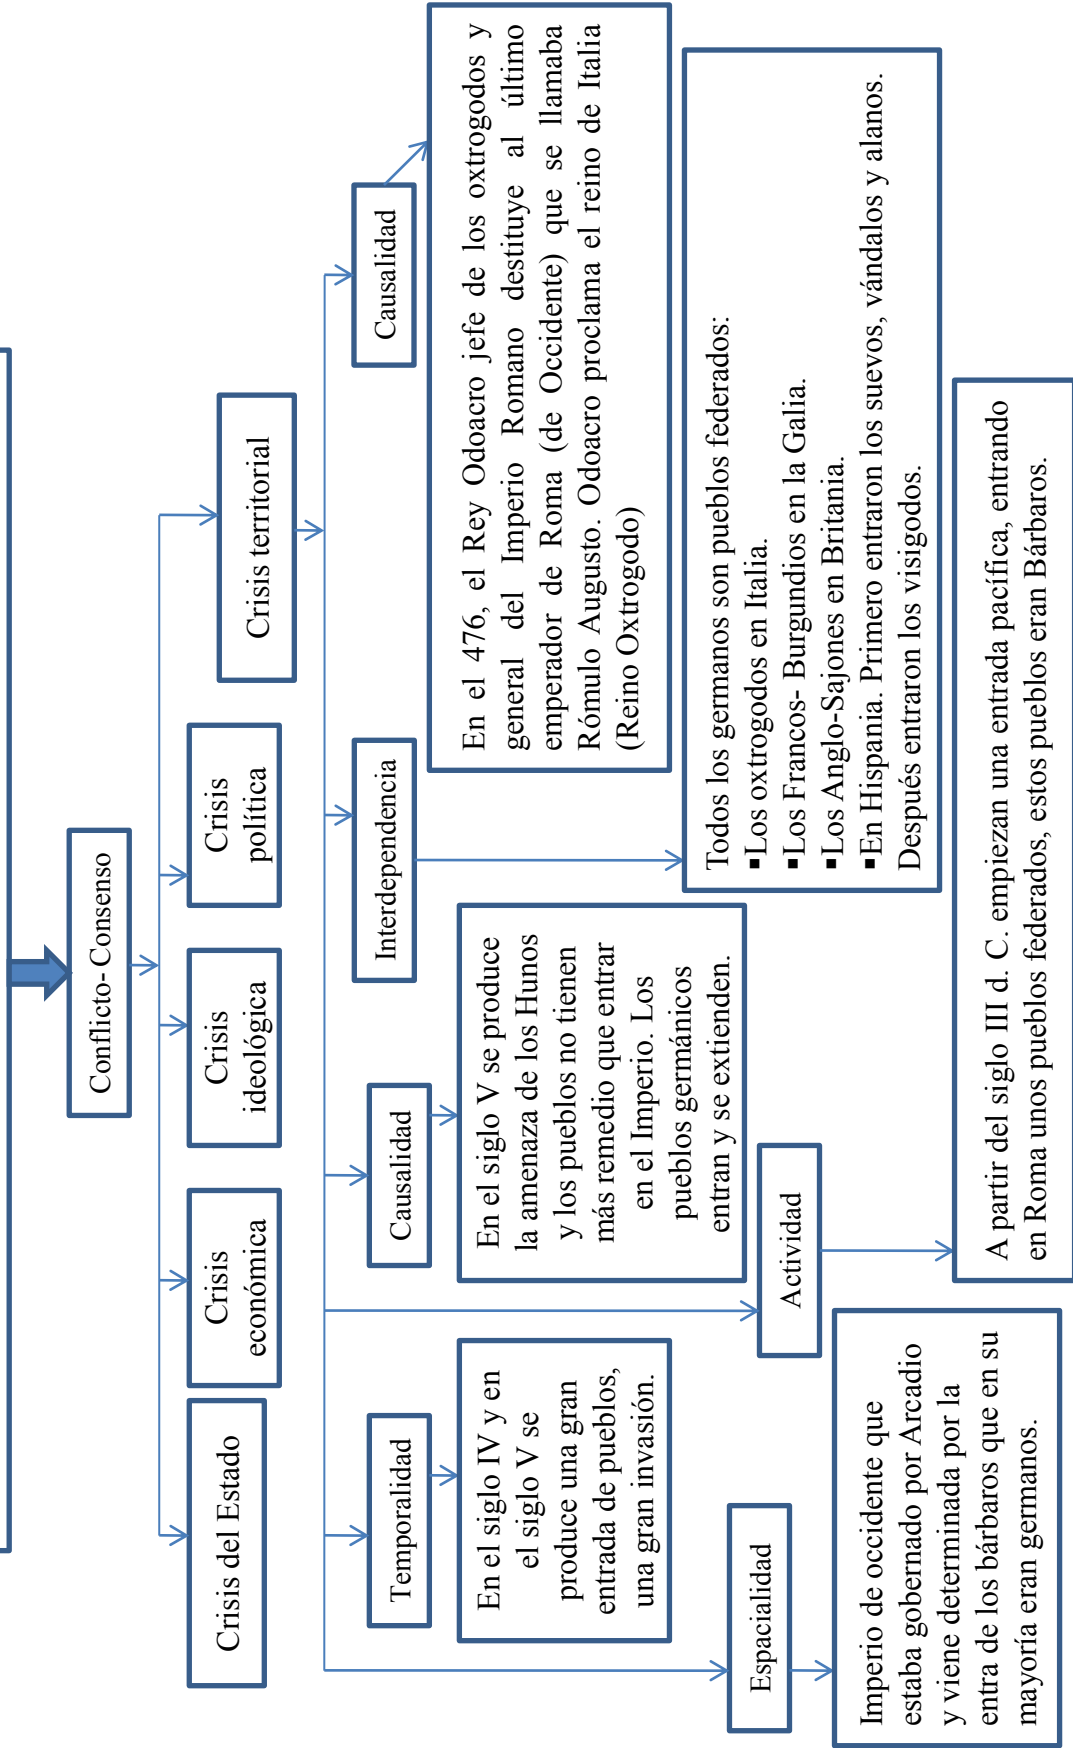 Conflicto- Consenso
Crisis del Estado
Crisis
económica
Crisis
ideológica
Crisis
política
Crisis territorial
Espacialidad
Imperio de occidente que
estaba gobernado por Arcadio
y viene determinada por la
entra de los bárbaros que en su
mayoría eran germanos.
Temporalidad
En el siglo IV y en
el siglo V se
produce una gran
entrada de pueblos,
una gran invasión.
Actividad
A partir del siglo III d. C. empiezan una entrada pacífica, entrando
en Roma unos pueblos federados, estos pueblos eran Bárbaros.
Causalidad
En el siglo V se produce
la amenaza de los Hunos
y los pueblos no tienen
más remedio que entrar
en el Imperio. Los
pueblos germánicos
entran y se extienden.
Interdependencia
Todos los germanos son pueblos federados:
▪Los oxtrogodos en Italia.
▪Los Francos- Burgundios en la Galia.
▪Los Anglo-Sajones en Britania.
▪En Hispania. Primero entraron los suevos, vándalos y alanos.
Después entraron los visigodos.
Causalidad
En el 476, el Rey Odoacro jefe de los oxtrogodos y
general del Imperio Romano destituye al último
emperador de Roma (de Occidente) que se llamaba
Rómulo Augusto. Odoacro proclama el reino de Italia
(Reino Oxtrogodo)